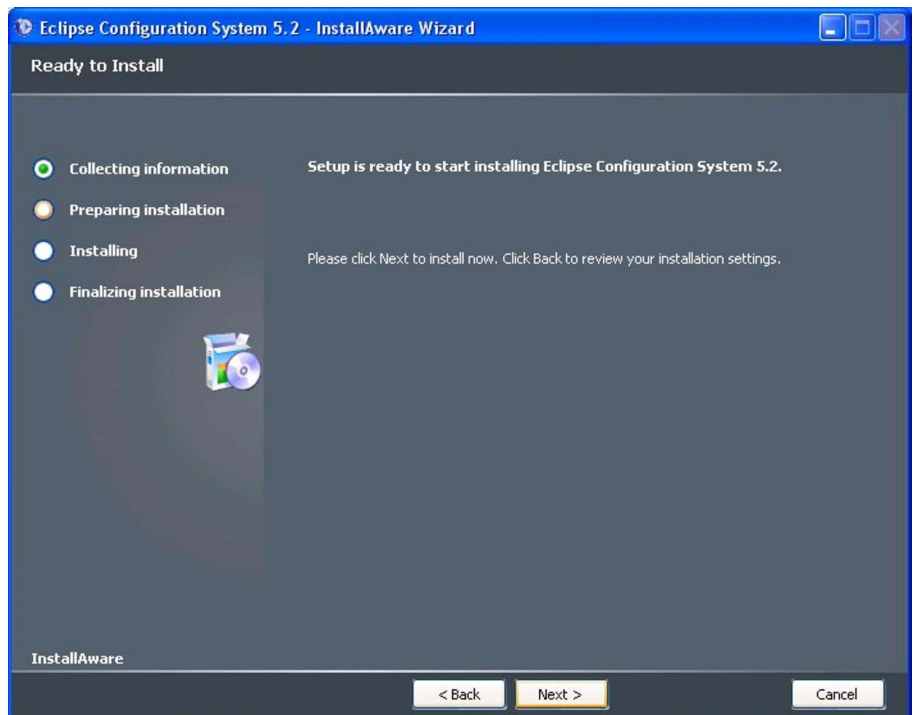 Eclipse Configuration System 5.2 - InstallAware Wizard
Ready to Install
Collecting information
Setup is ready to start installing Eclipse Configuration System 5.2.
Preparing installation
Installing
Please click Next to install now. Click Back to review your installation settings.
Finalizing installation
InstallAware
< Back
Next >
Cancel